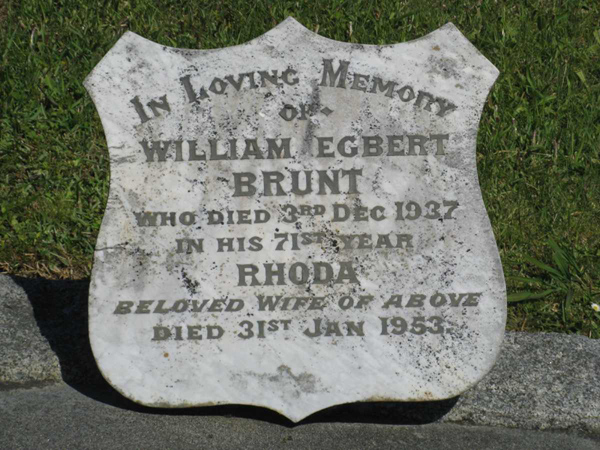 In Loving Memory
of
WILLIAM EGBERT
BRUNT
WHO DIED 3RD DEC 1937
IN HIS 71ST YEAR
RHODA
BELOVED WIFE OF ABOVE
DIED 31ST JAN 1953.